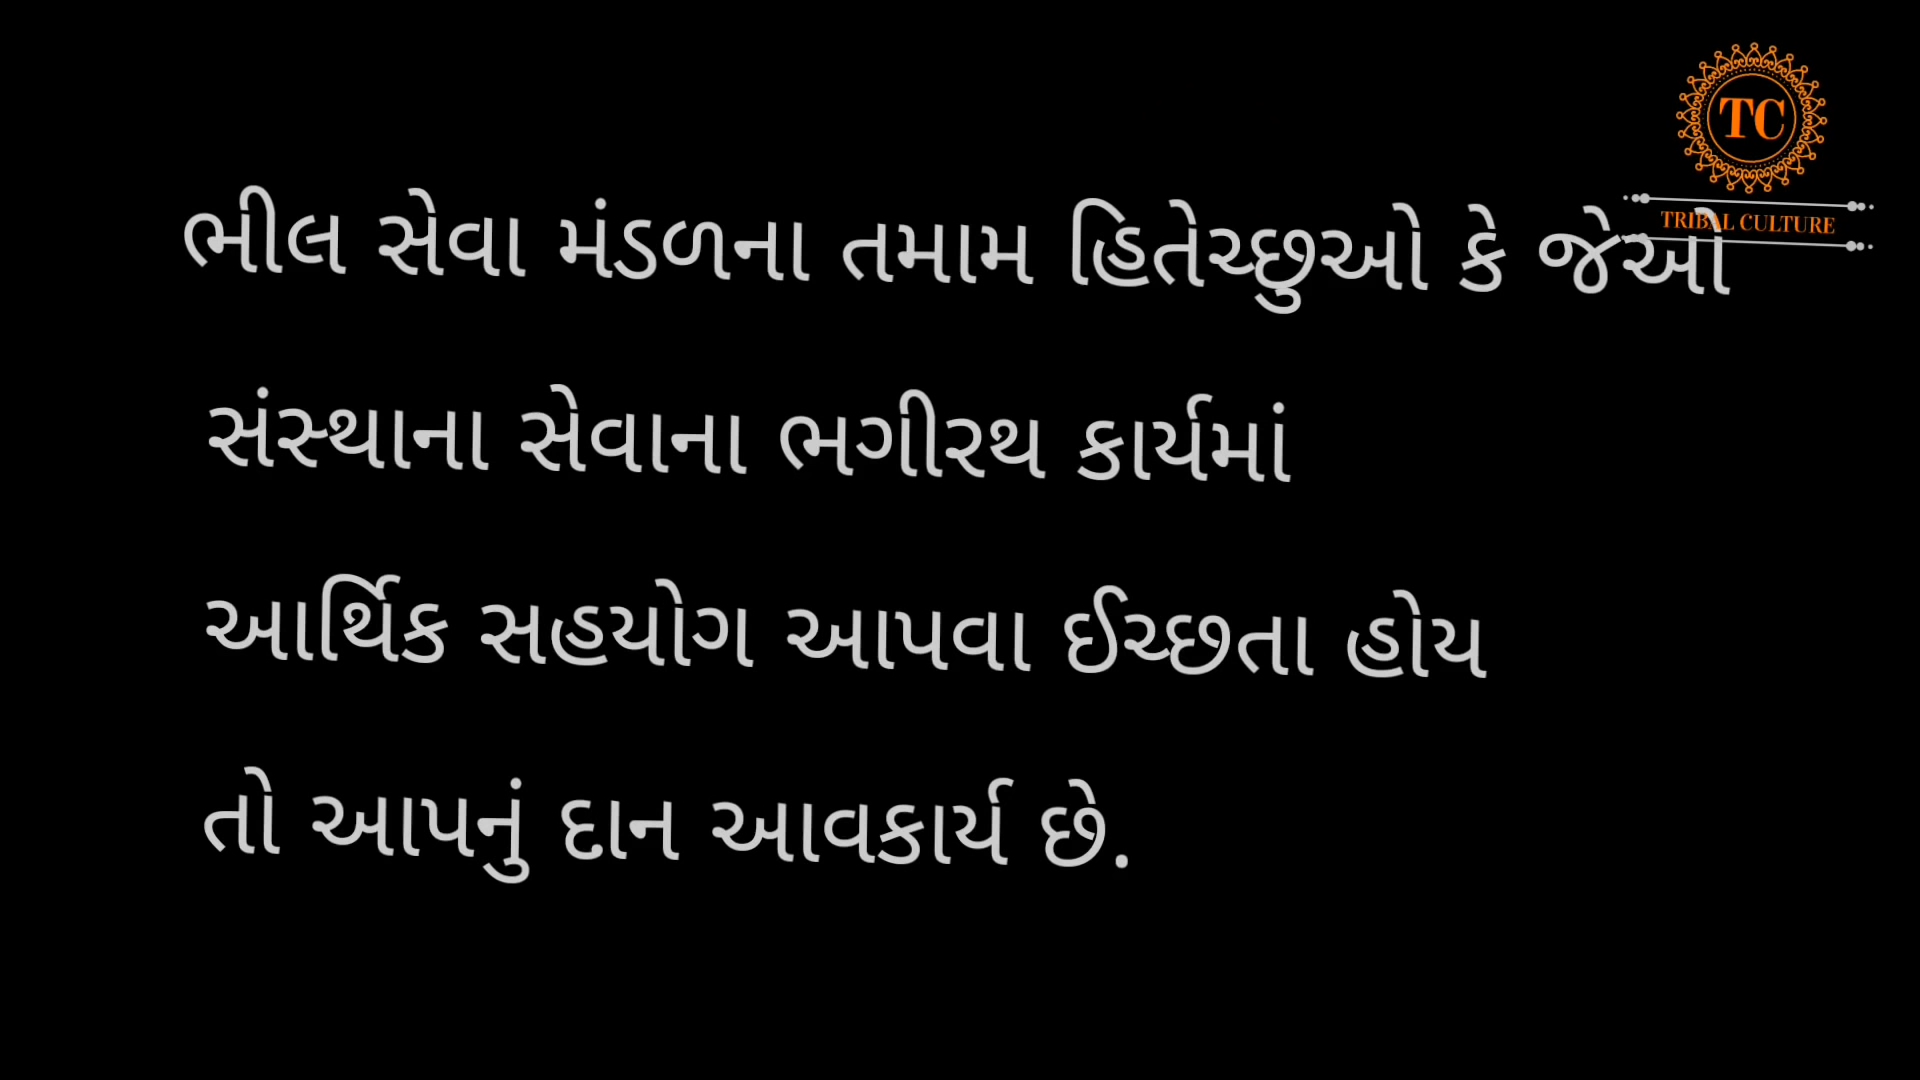 TC
TRIBAL CULTURE
ભીલ સેવા મંડળના તમામ હિતેચ્છુઓ કે જેઓ
સંસ્થાના સેવાના ભગીરથ કાર્યમાં
આર્થિક સહયોગ આપવા ઈચ્છતા હોય
તો આપનું દાન આવકાર્ય છે.